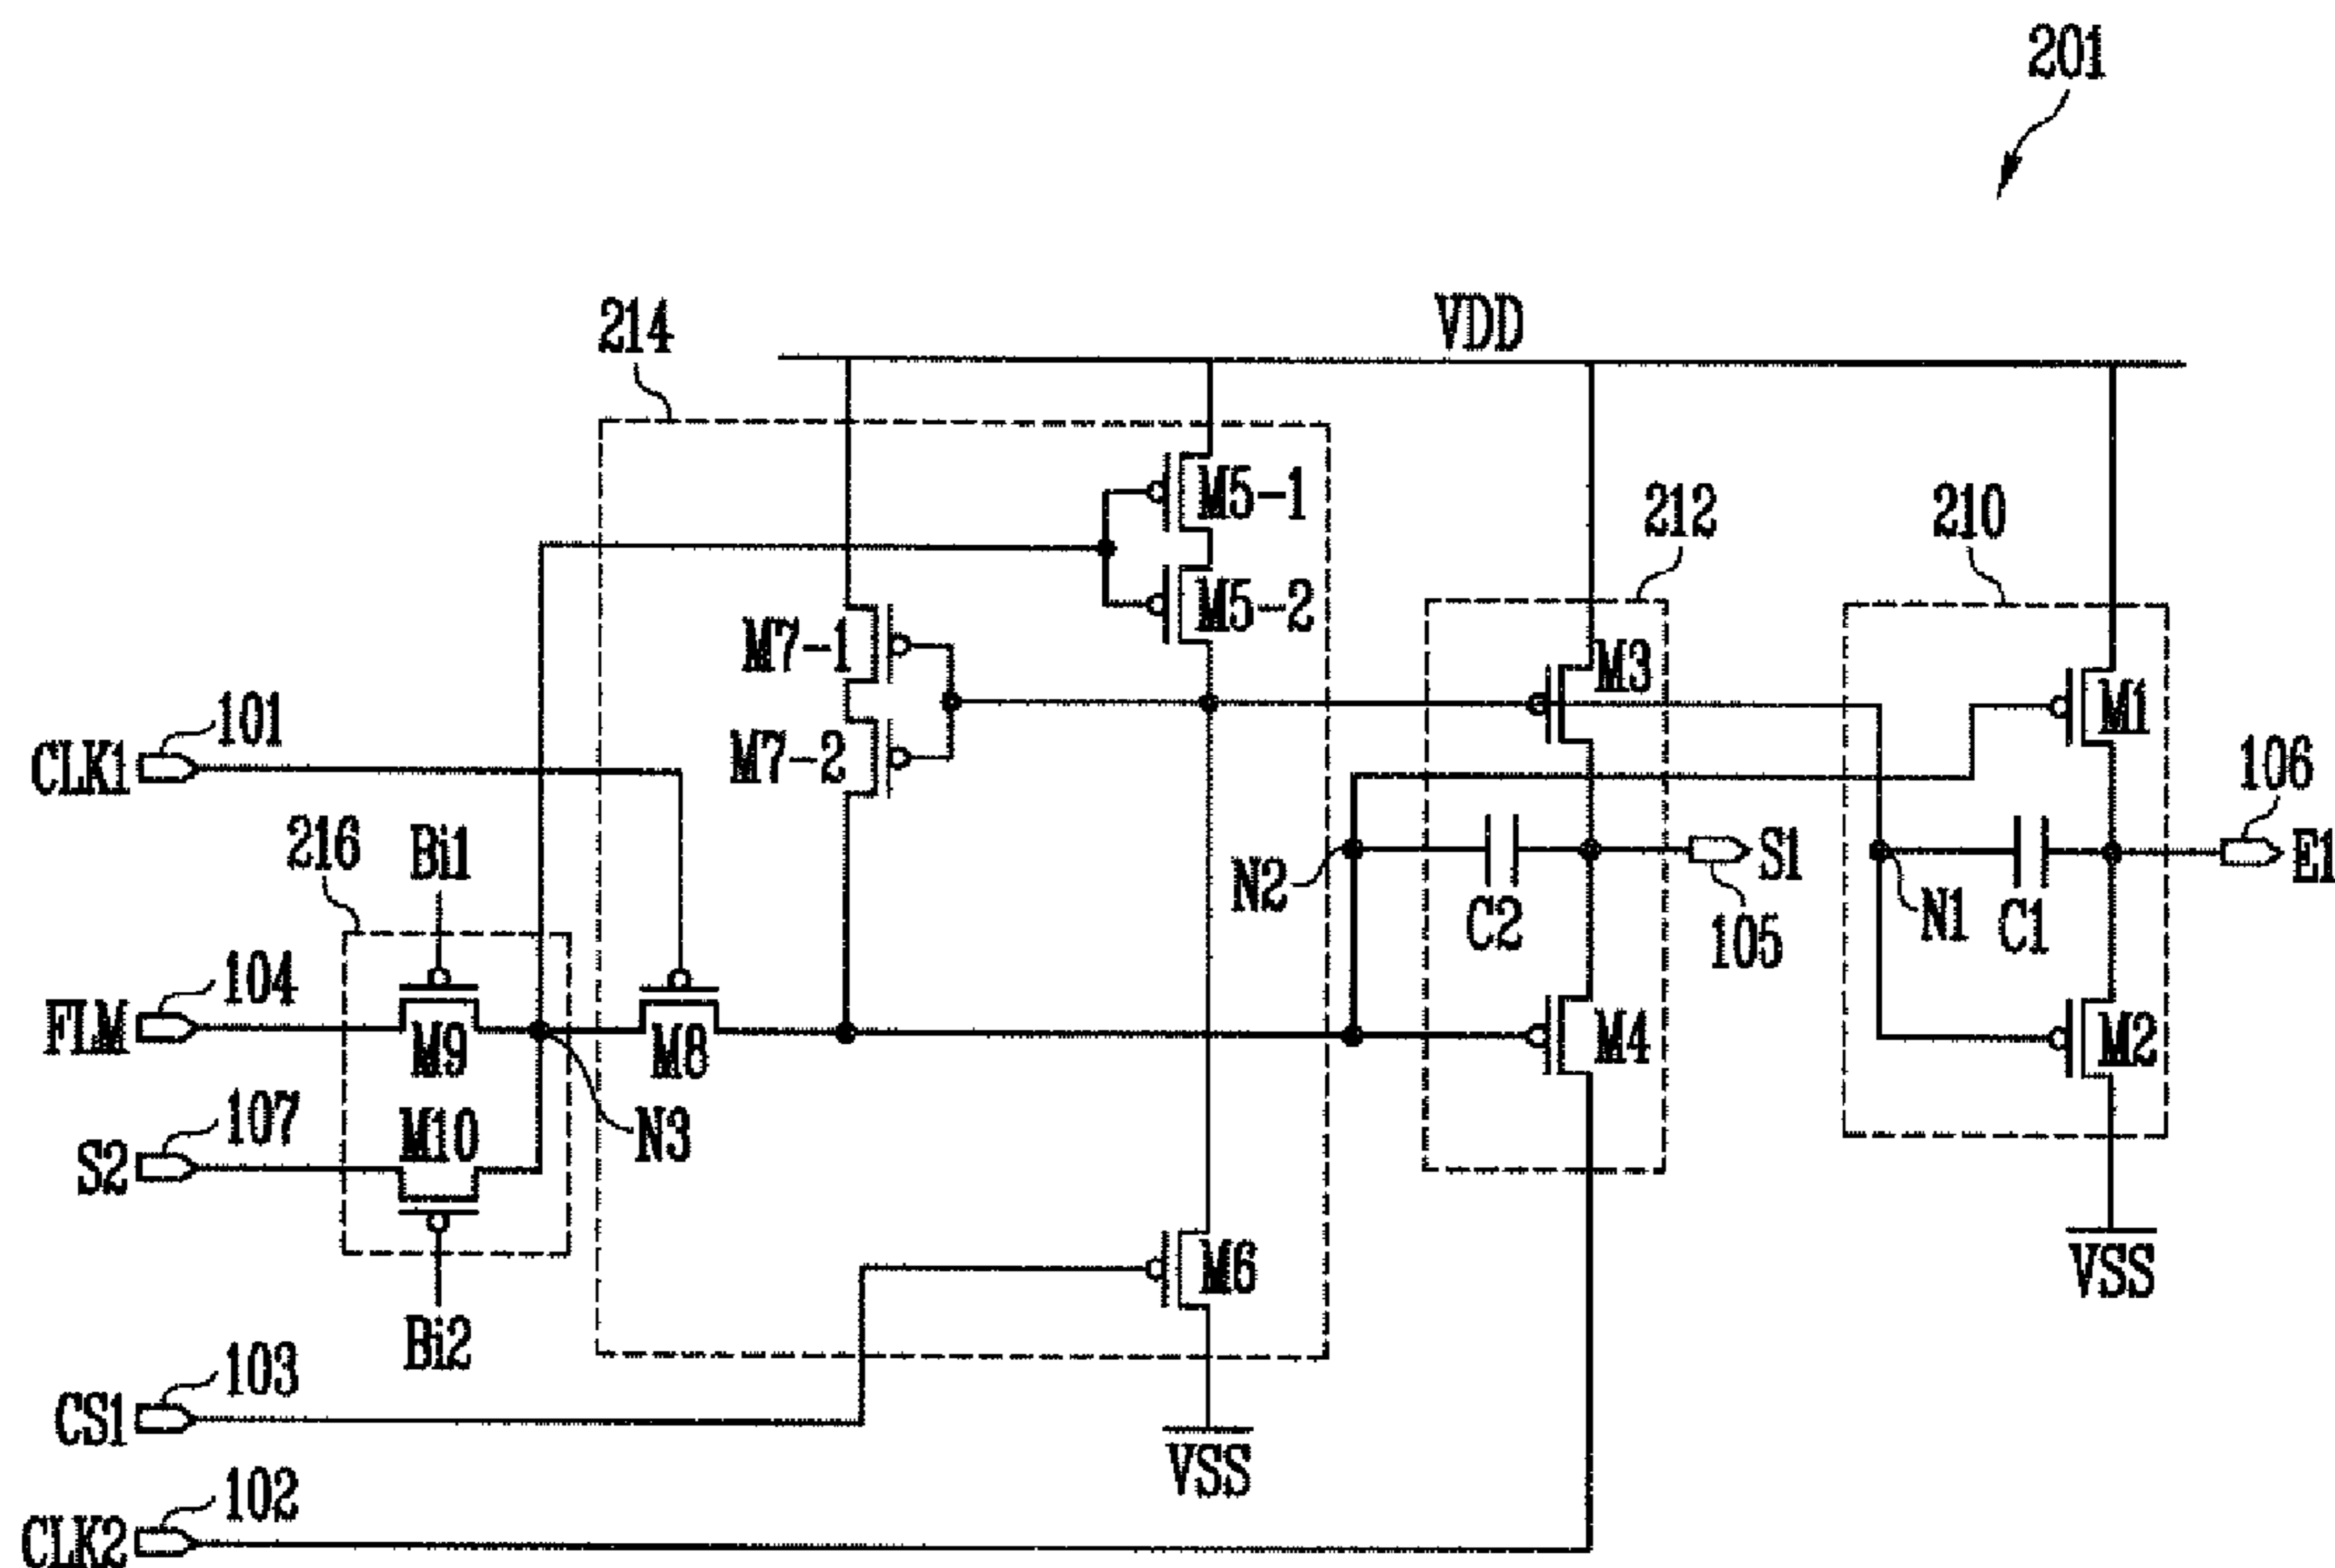 201
214
VDD
M5-1
212
210
M5-2
M7-1
M3
M1
CLK1
101
M7-2
106
216
Bi1
N2
S1
E1
C2
105
N1
C1
FLM
104
M9
M8
M4
M2
S2
107
M10
N3
M6
VSS
Bi2
CS1
103
VSS
CLK2
102